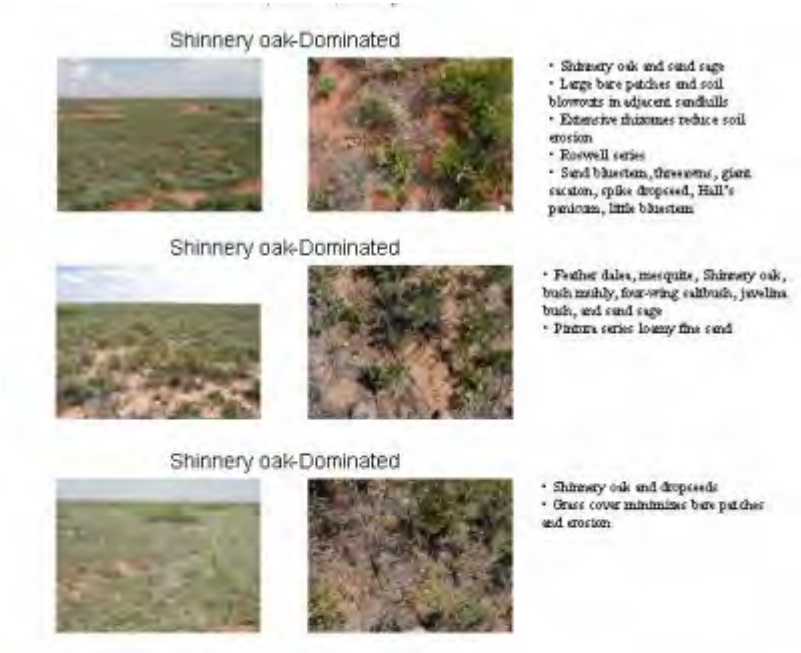 Shinnery oak-Dominated
• Shinnery oak and sand sage
• Large bare patches and soil
blowouts in adjacent sandhills
• Extensive rhizomes reduce soil
erosion
• Roswell series
• Sand bluestem, threeawns, giant
sacaton, spike dropseed, Hall's
panicum, little bluestem
Shinnery oak-Dominated
• Feather dalea, mesquite, Shinnery oak,
bush muhly, four-wing saltbush, javelina
bush, and sand sage
• Pintura series loamy fine sand
Shinnery oak-Dominated
• Shinnery oak and dropseeds
• Grass cover minimizes bare patches
and erosion